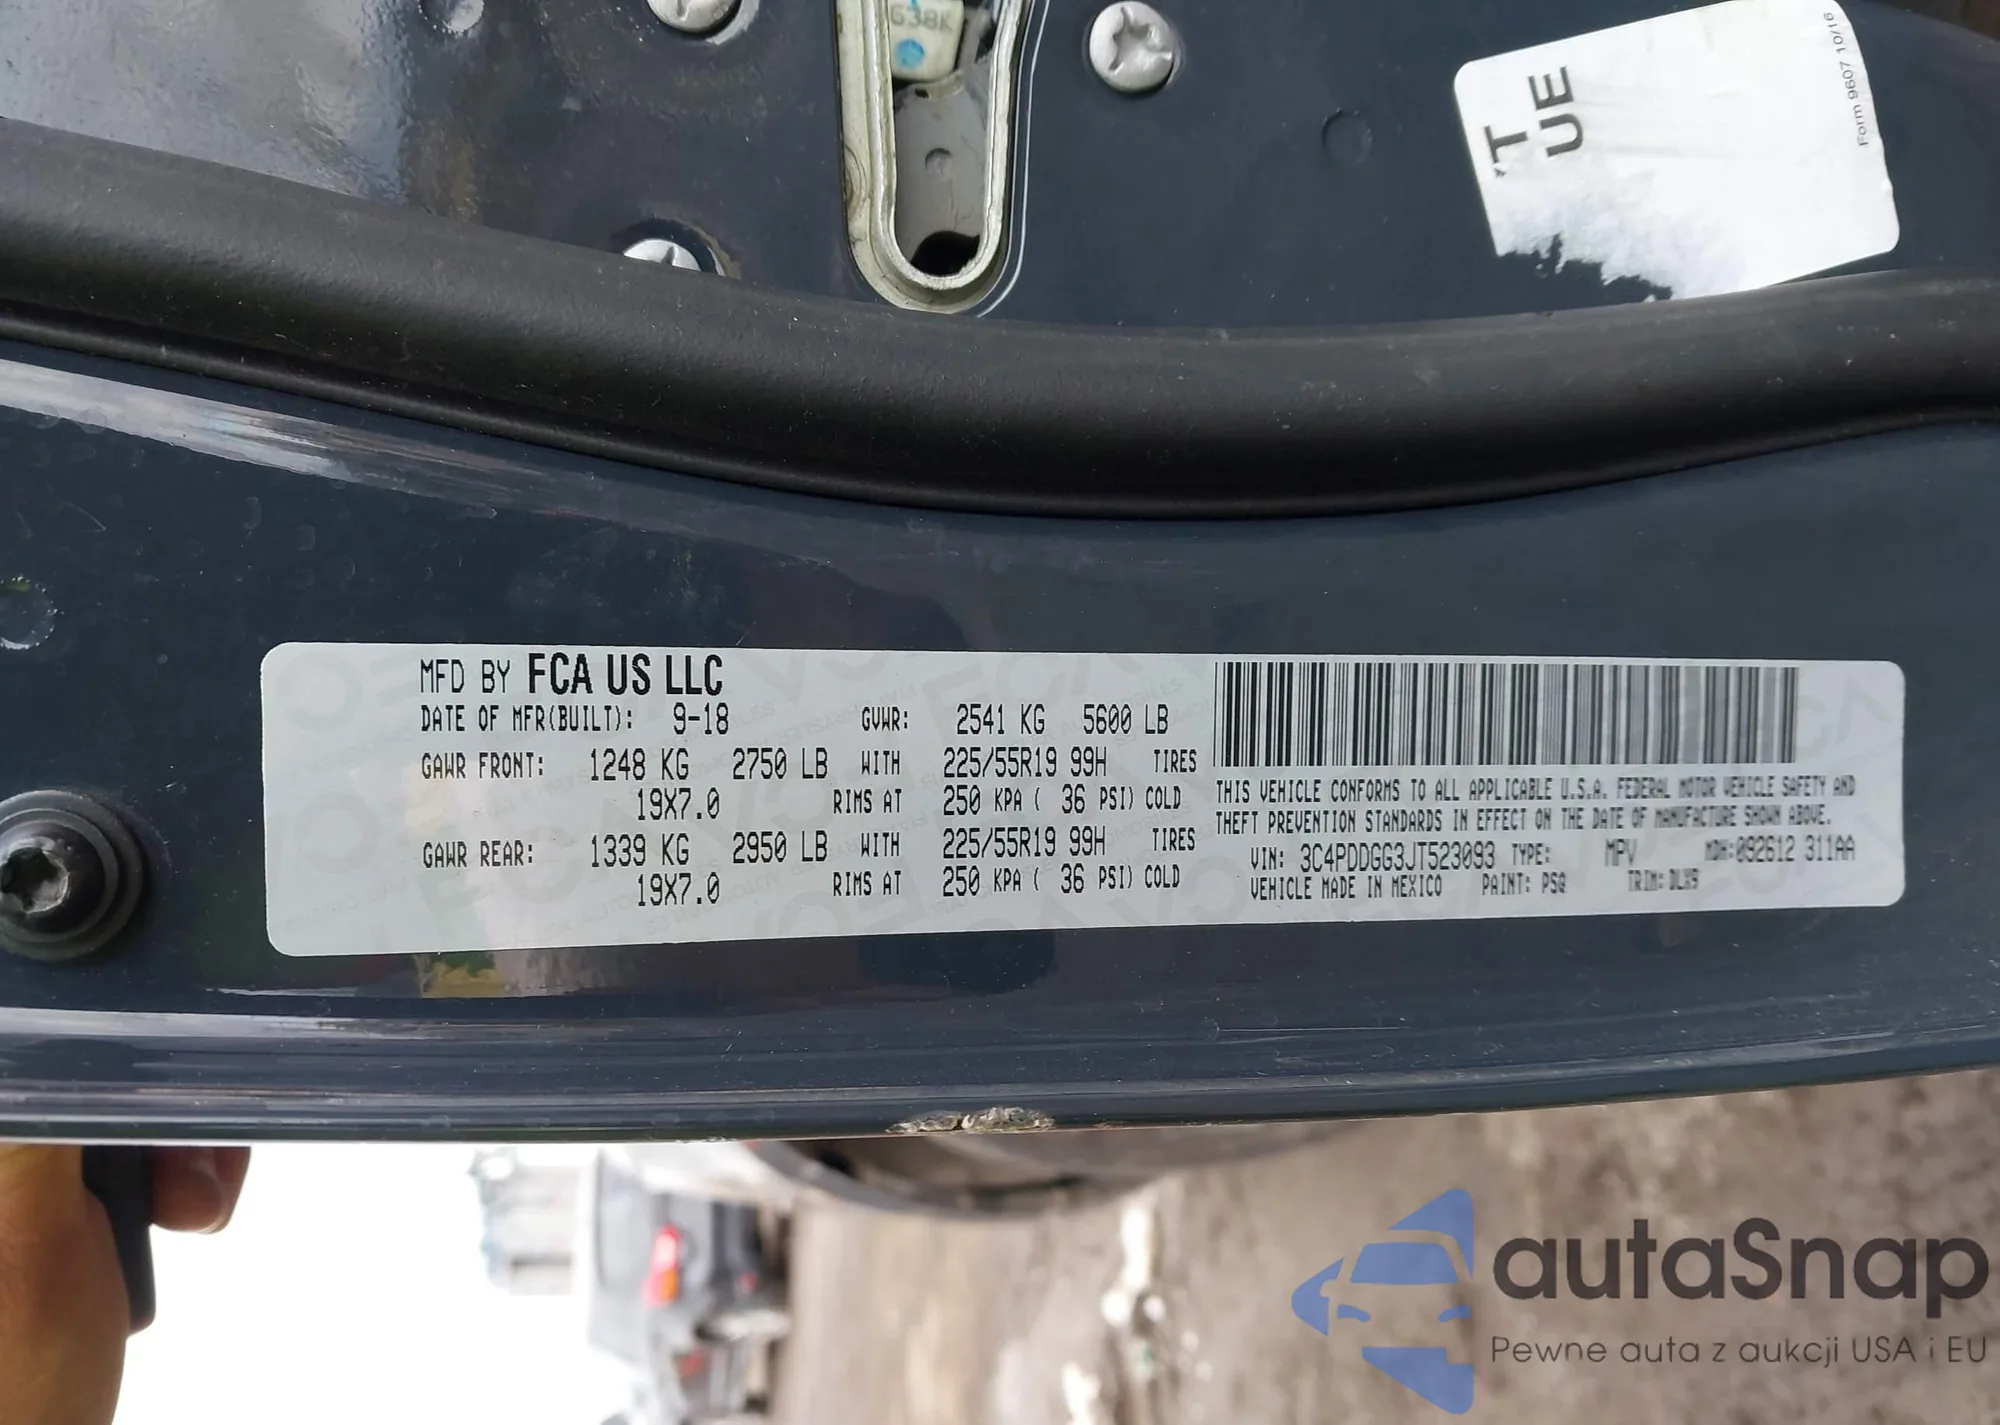 638K
'T
UE
Form 9607 10/16
MFD BY FCA US LLC
DATE OF MFR(BUILT): 9-18 GVWR: 2541 KG 5600 LB
GAWR FRONT: 1248 KG 2750 LB WITH 225/55R19 99H TIRES
19X7.0 RIMS AT 250 KPA ( 36 PSI) COLD
GAWR REAR: 1339 KG 2950 LB WITH 225/55R19 99H TIRES
19X7.0 RIMS AT 250 KPA ( 36 PSI) COLD
THIS VEHICLE CONFORMS TO ALL APPLICABLE U.S.A. FEDERAL MOTOR VEHICLE SAFETY AND
THEFT PREVENTION STANDARDS IN EFFECT ON THE DATE OF MANUFACTURE SHOWN ABOVE.
VIN: 3C4PDDGG3JT523093 TYPE: MPV MDH: 092612 311AA
VEHICLE MADE IN MEXICO PAINT: PSQ TRIM: DLX9
autaSnap
Pewne auta z aukcji USA i EU